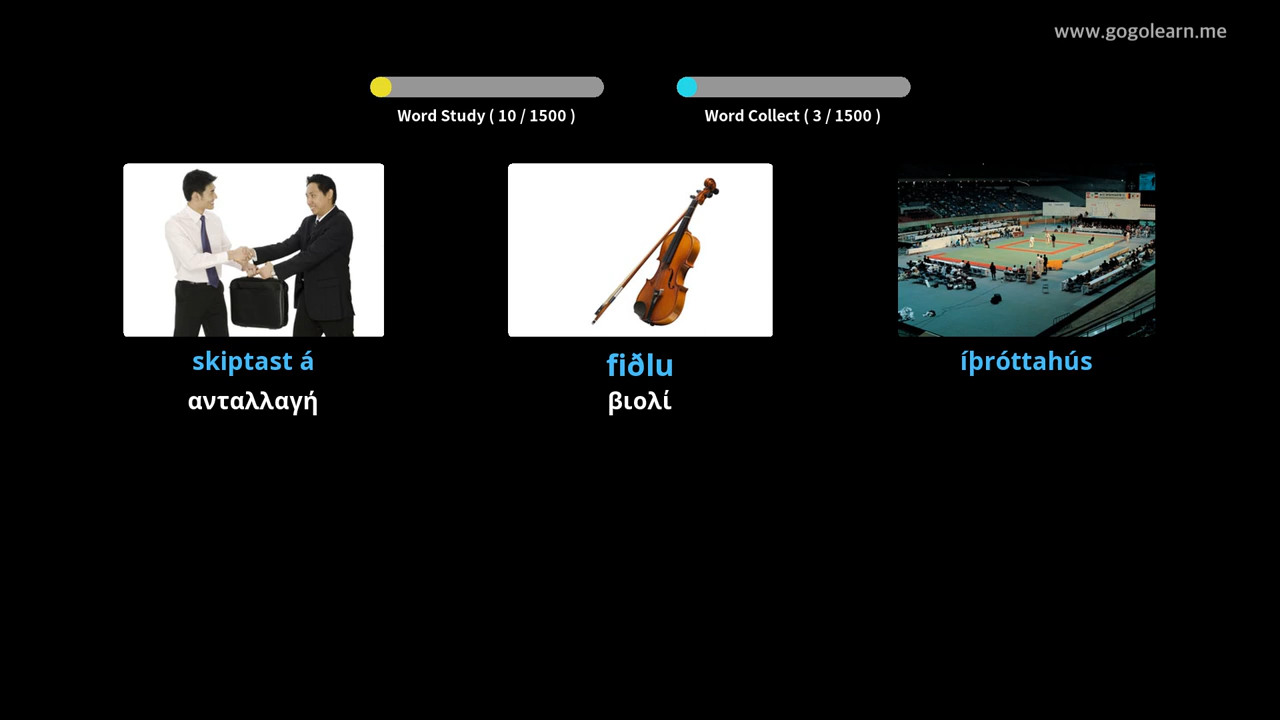 www.gogolearn.me
Word Study ( 10 / 1500 )
Word Collect ( 3 / 1500 )
skiptast á
ανταλλαγή
fiðlu
βιολί
íþróttahús